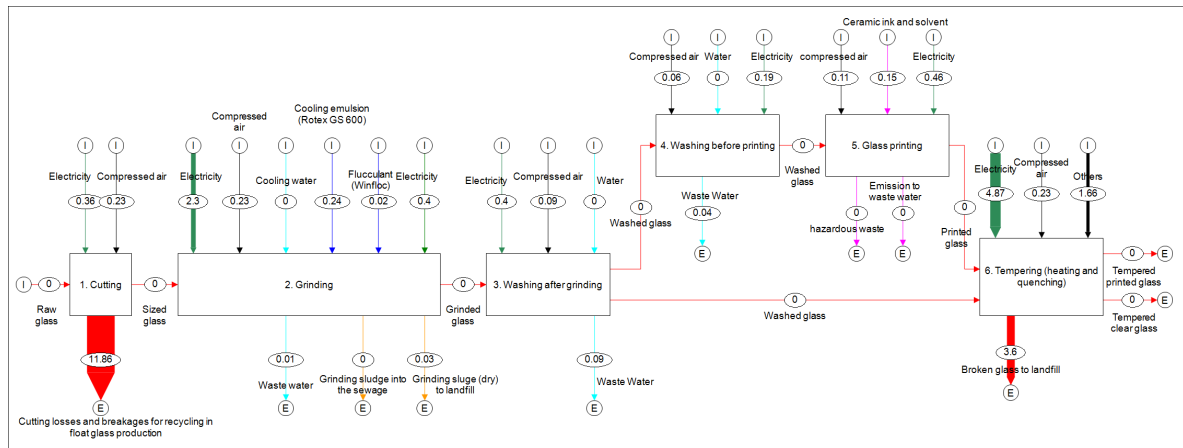 Ceramic ink and solvent
I
I
I
I
I
I
Compressed air
Water
Electricity
compressed air
Electricity
0.06
0
0.19
0.11
0.15
0.46
Cooling emulsion
(Rotex GS 600)
Compressed
air
4. Washing before printing
0
Washed
glass
5. Glass printing
I
I
I
I
I
I
I
I
I
I
I
I
I
I
Electricity
Compressed air
Electricity
Cooling water
Flucculant
(Winfloc)
Electricity
Electricity
Compressed air
Water
Electricity
Compressed
air
Others
0.36
0.23
2.3
0.23
0
0.24
0.02
0.4
0.4
0.09
0
4.87
0.23
1.66
Waste Water
0.04
E
Emission to
waste water
0
0
hazardous waste
E
E
0
Washed glass
0
Printed
glass
I
0
Raw
glass
1. Cutting
0
Sized
glass
2. Grinding
0
Grinded
glass
3. Washing after grinding
0
Washed glass
6. Tempering (heating and
quenching)
0
E
Tempered
printed glass
0
E
Tempered
clear glass
11.86
E
Cutting losses and breakages for recycling in
float glass production
0.01
Waste water
E
0
Grinding sludge into
the sewage
E
0.03
Grinding sluge (dry)
to landfill
E
0.09
Waste Water
E
3.6
Broken glass to landfill
E